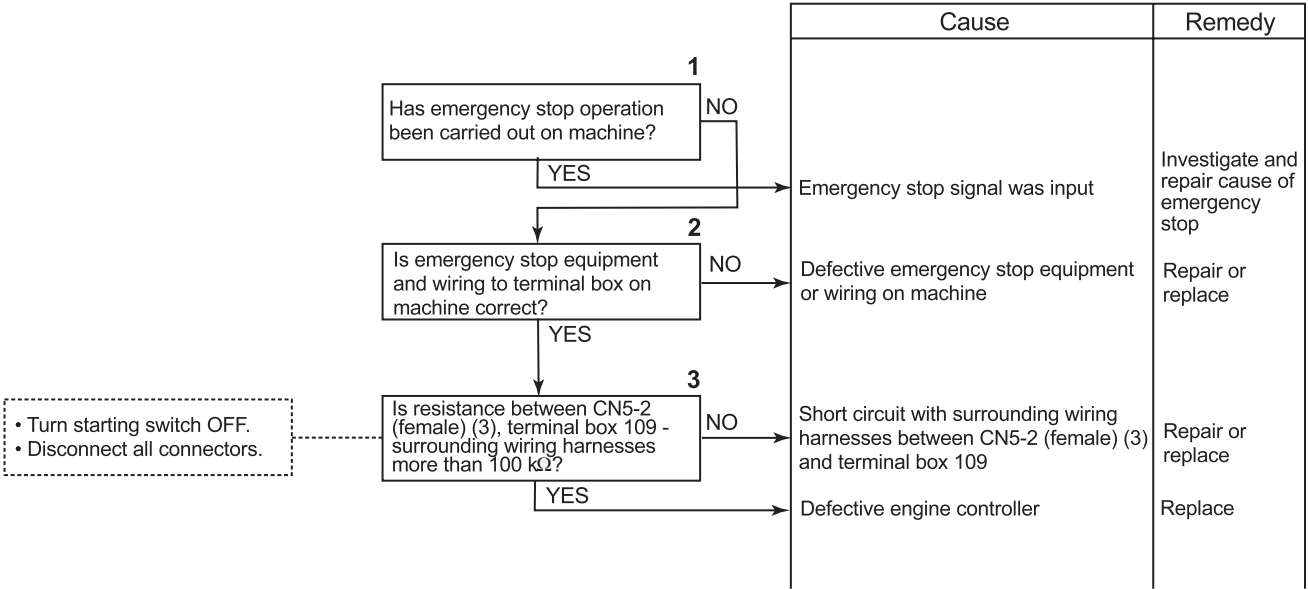 Cause
Remedy
1
Has emergency stop operation
been carried out on machine?
NO
YES
Emergency stop signal was input
Investigate and
repair cause of
emergency
stop
2
Is emergency stop equipment
and wiring to terminal box on
machine correct?
NO
Defective emergency stop equipment
or wiring on machine
Repair or
replace
YES
3
• Turn starting switch OFF.
• Disconnect all connectors.
Is resistance between CN5-2
(female) (3), terminal box 109 -
surrounding wiring harnesses
more than 100 kΩ?
NO
Short circuit with surrounding wiring
harnesses between CN5-2 (female) (3)
and terminal box 109
Repair or
replace
YES
Defective engine controller
Replace